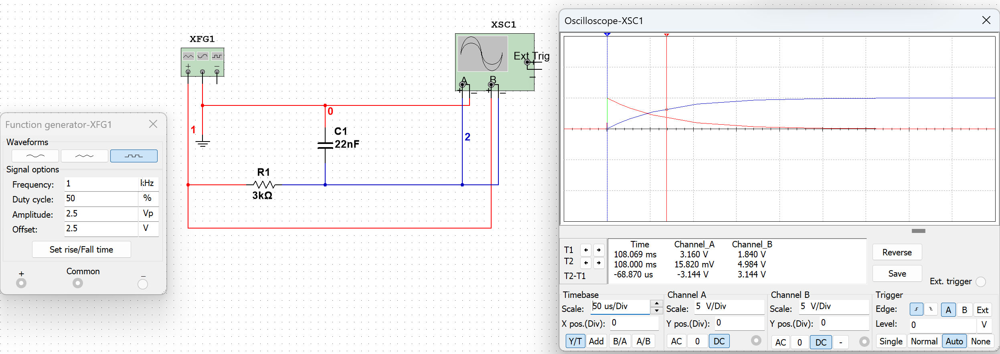 XFG1
XSC1
Ext Trig
+
−
A
B
+
−
+
−
+
−
1
0
2
C1
22nF
R1
3kΩ
Function generator-XFG1
Waveforms
Signal options
Frequency: 1 kHz
Duty cycle: 50 %
Amplitude: 2.5 Vp
Offset: 2.5 V
Set rise/Fall time
+ Common −
Oscilloscope-XSC1
2
1
Time Channel_A Channel_B
T1 108.069 ms 3.160 V 1.840 V
T2 108.000 ms 15.820 mV 4.984 V
T2-T1 -68.870 us -3.144 V 3.144 V
Reverse
Save
Ext. trigger
Timebase
Scale: 50 us/Div
X pos.(Div): 0
Y/T Add B/A A/B
Channel A
Scale: 5 V/Div
Y pos.(Div): 0
AC 0 DC
Channel B
Scale: 5 V/Div
Y pos.(Div): 0
AC 0 DC -
Trigger
Edge: A B Ext
Level: 0 V
Single Normal Auto None